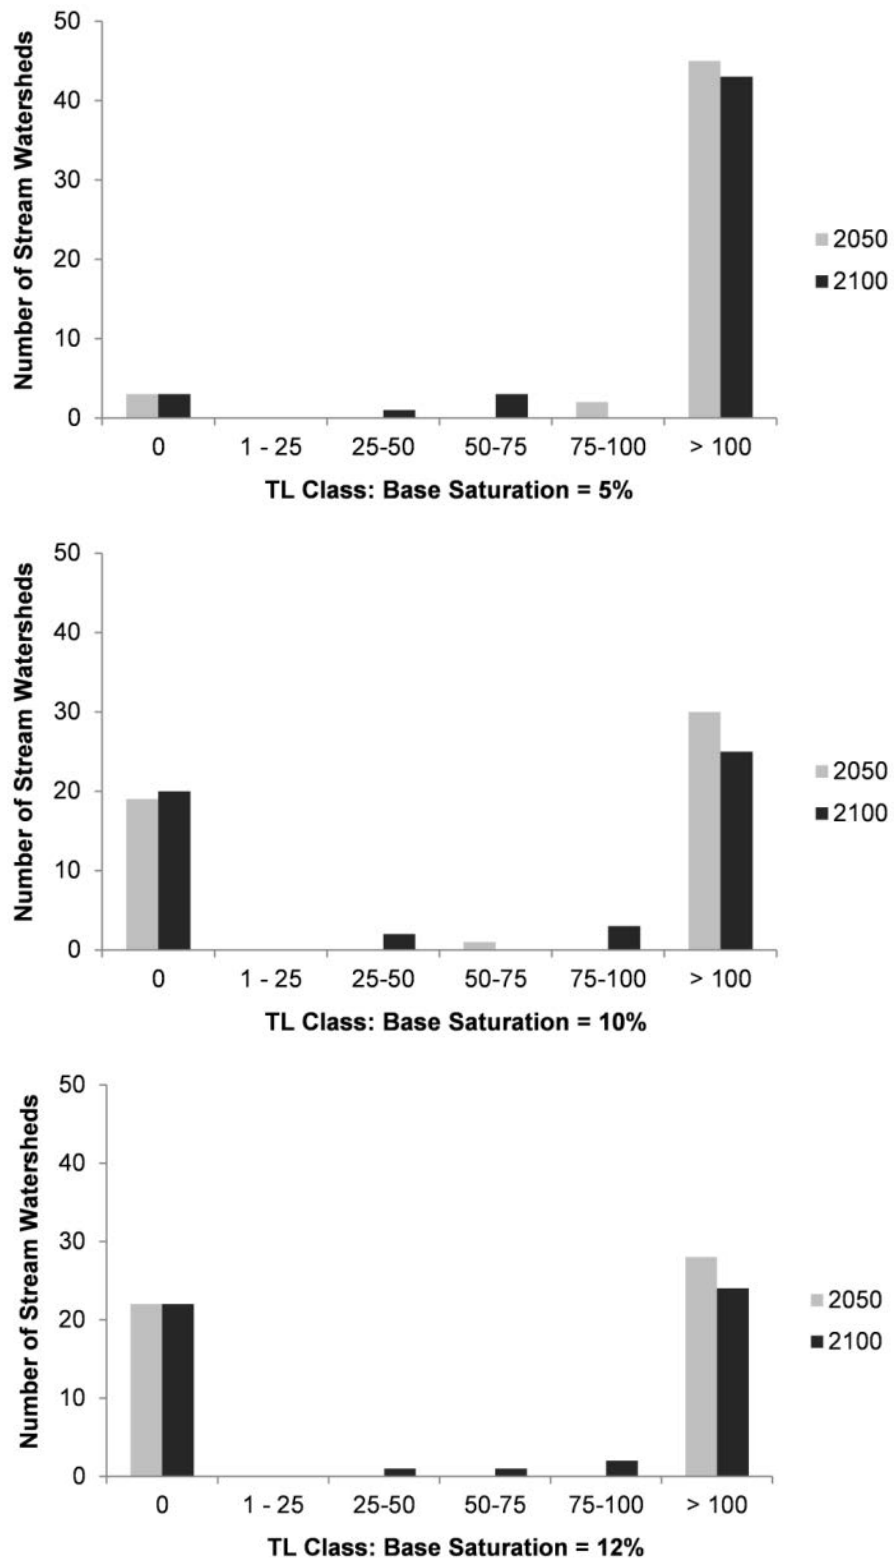 Number of Stream Watersheds
50
40
30
20
10
0
0 1 - 25 25-50 50-75 75-100 > 100
TL Class: Base Saturation = 5%
2050
2100
Number of Stream Watersheds
50
40
30
20
10
0
0 1 - 25 25-50 50-75 75-100 > 100
TL Class: Base Saturation = 10%
2050
2100
Number of Stream Watersheds
50
40
30
20
10
0
0 1 - 25 25-50 50-75 75-100 > 100
TL Class: Base Saturation = 12%
2050
2100